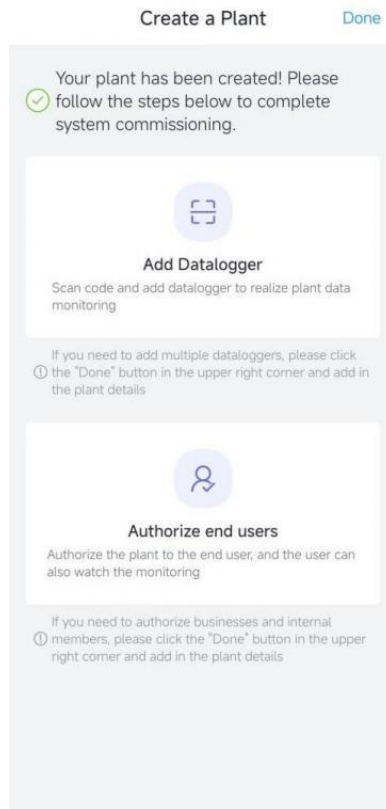 Create a Plant
Done
Your plant has been created! Please
follow the steps below to complete
system commissioning.
Add Datalogger
Scan code and add datalogger to realize plant data
monitoring
If you need to add multiple dataloggers, please click
the "Done" button in the upper right corner and add in
the plant details
Authorize end users
Authorize the plant to the end user, and the user can
also watch the monitoring
If you need to authorize businesses and internal
members, please click the "Done" button in the upper
right corner and add in the plant details